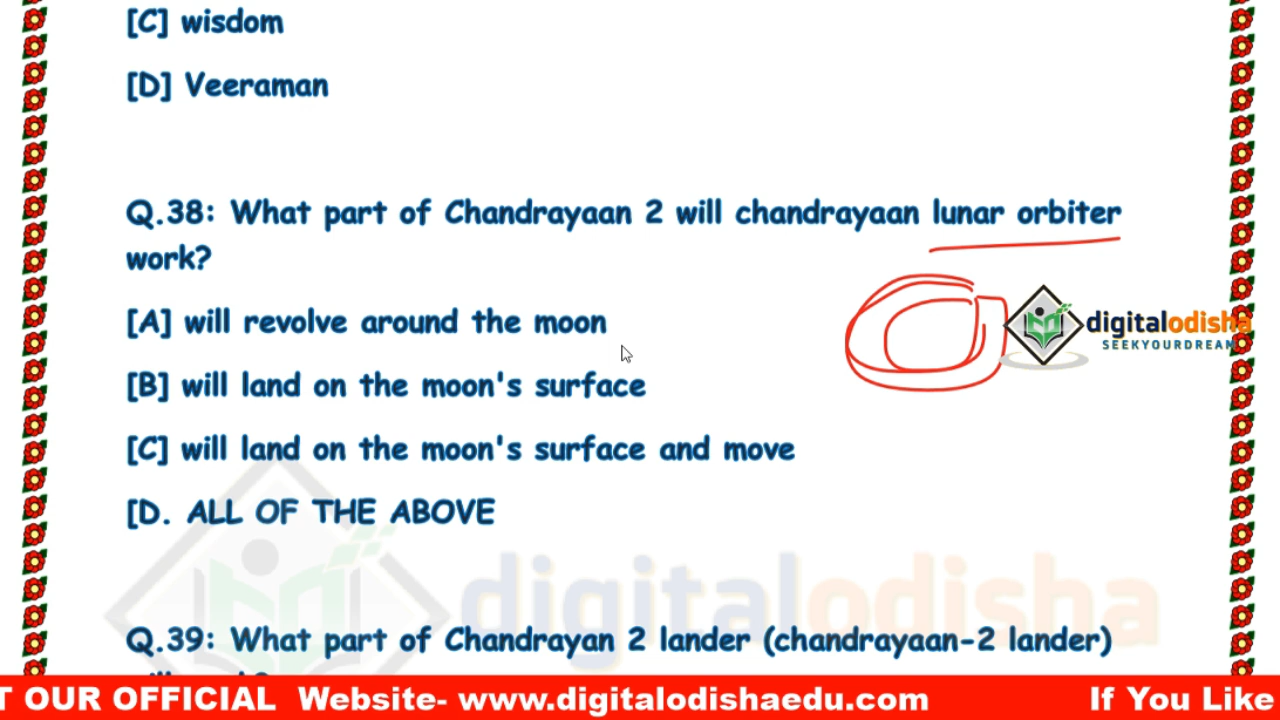 [C] wisdom
[D] Veeraman
Q.38: What part of Chandrayaan 2 will chandrayaan lunar orbiter
work?
[A] will revolve around the moon
digitalodisha
SEEKYOURDREAM
[B] will land on the moon's surface
[C] will land on the moon's surface and move
[D. ALL OF THE ABOVE
digitalodisha
Q.39: What part of Chandrayan 2 lander (chandrayaan-2 lander)
T OUR OFFICIAL Website- www.digitalodishaedu.com If You Like